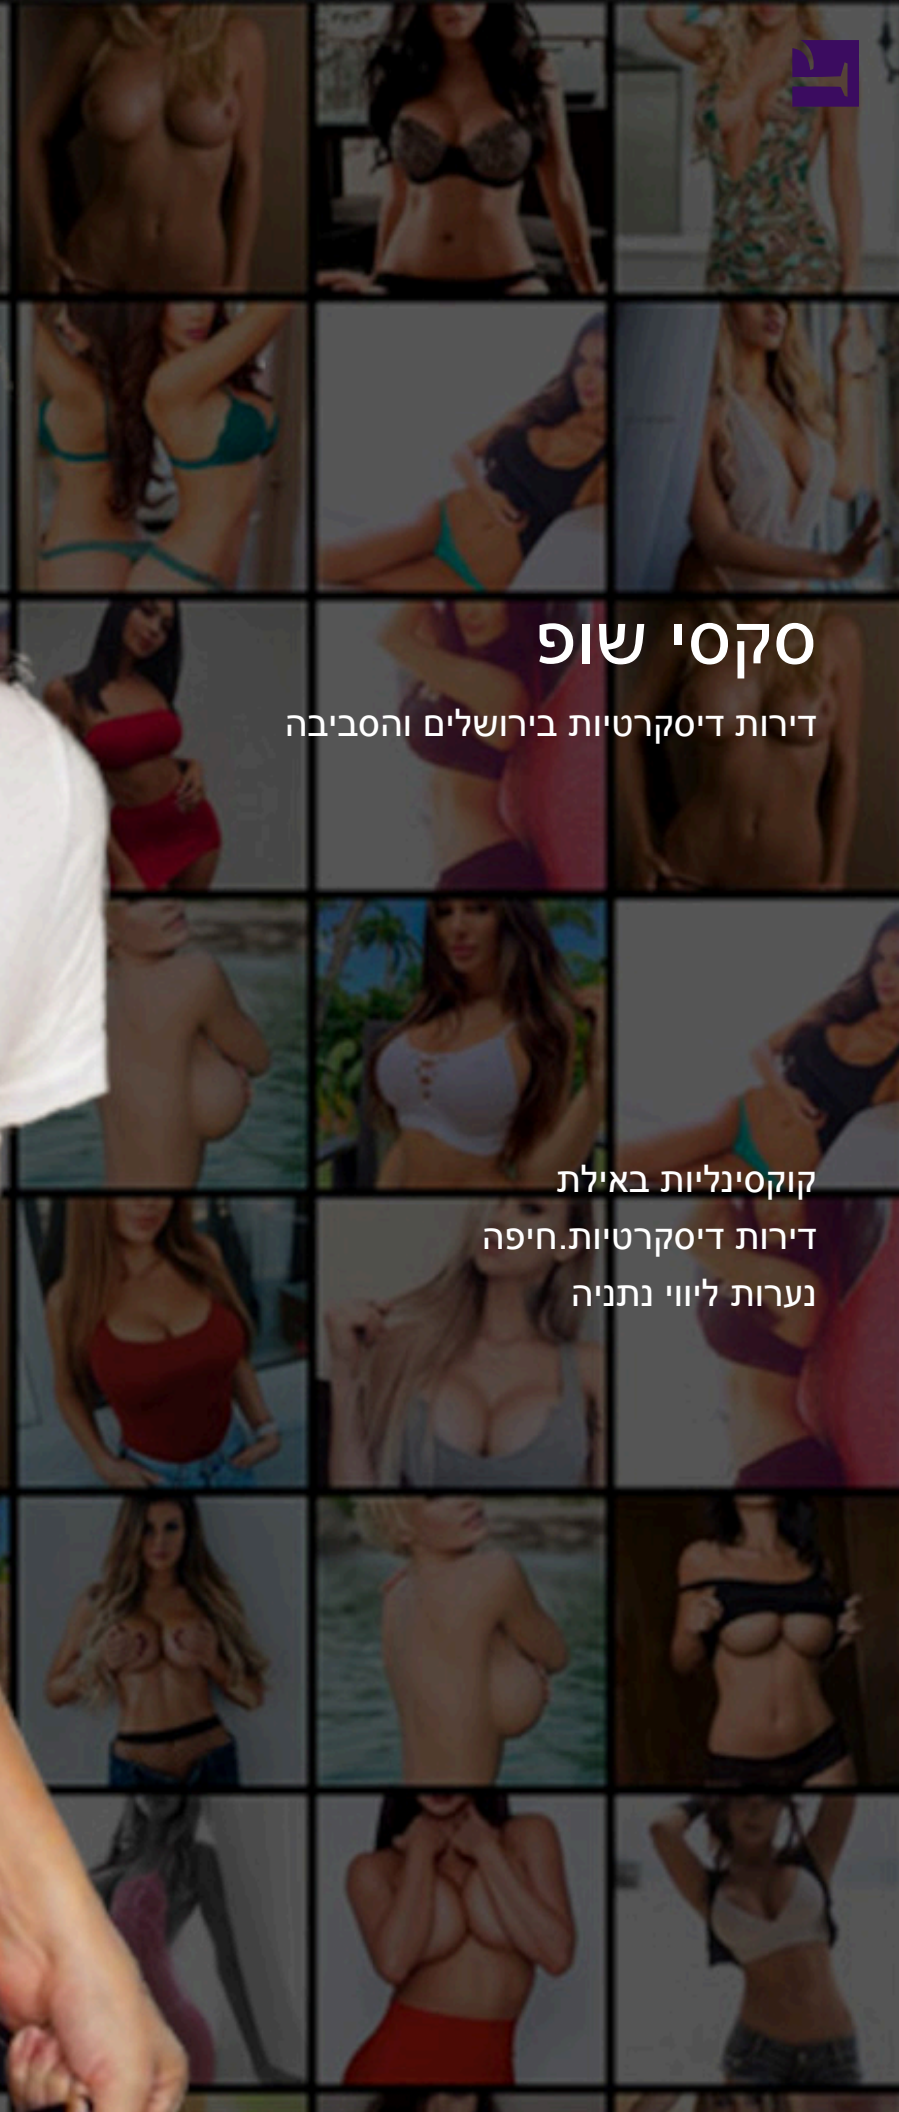 סקסי שופ
דירות דיסקרטיות בירושלים והסביבה
קוקסינליות באילת
דירות דיסקרטיות.חיפה
נערות ליווי נתניה